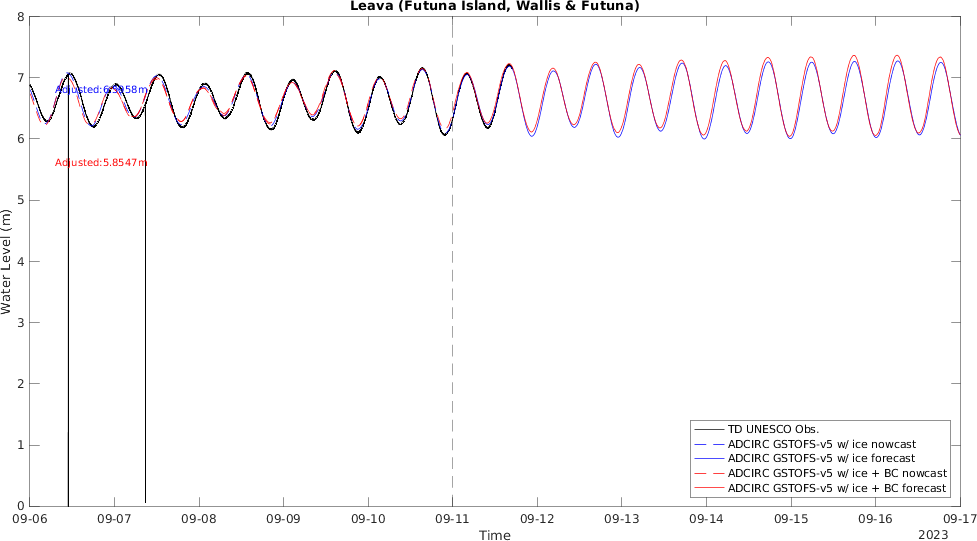 Leava (Futuna Island, Wallis & Futuna)
8
7
6
5
4
3
2
1
0
Water Level (m)
Adjusted:5.8547m
TD UNESCO Obs.
ADCIRC GSTOFS-v5 w/ ice nowcast
ADCIRC GSTOFS-v5 w/ ice forecast
ADCIRC GSTOFS-v5 w/ ice + BC nowcast
ADCIRC GSTOFS-v5 w/ ice + BC forecast
09-06 09-07 09-08 09-09 09-10 09-11 09-12 09-13 09-14 09-15 09-16 09-17
Time
2023